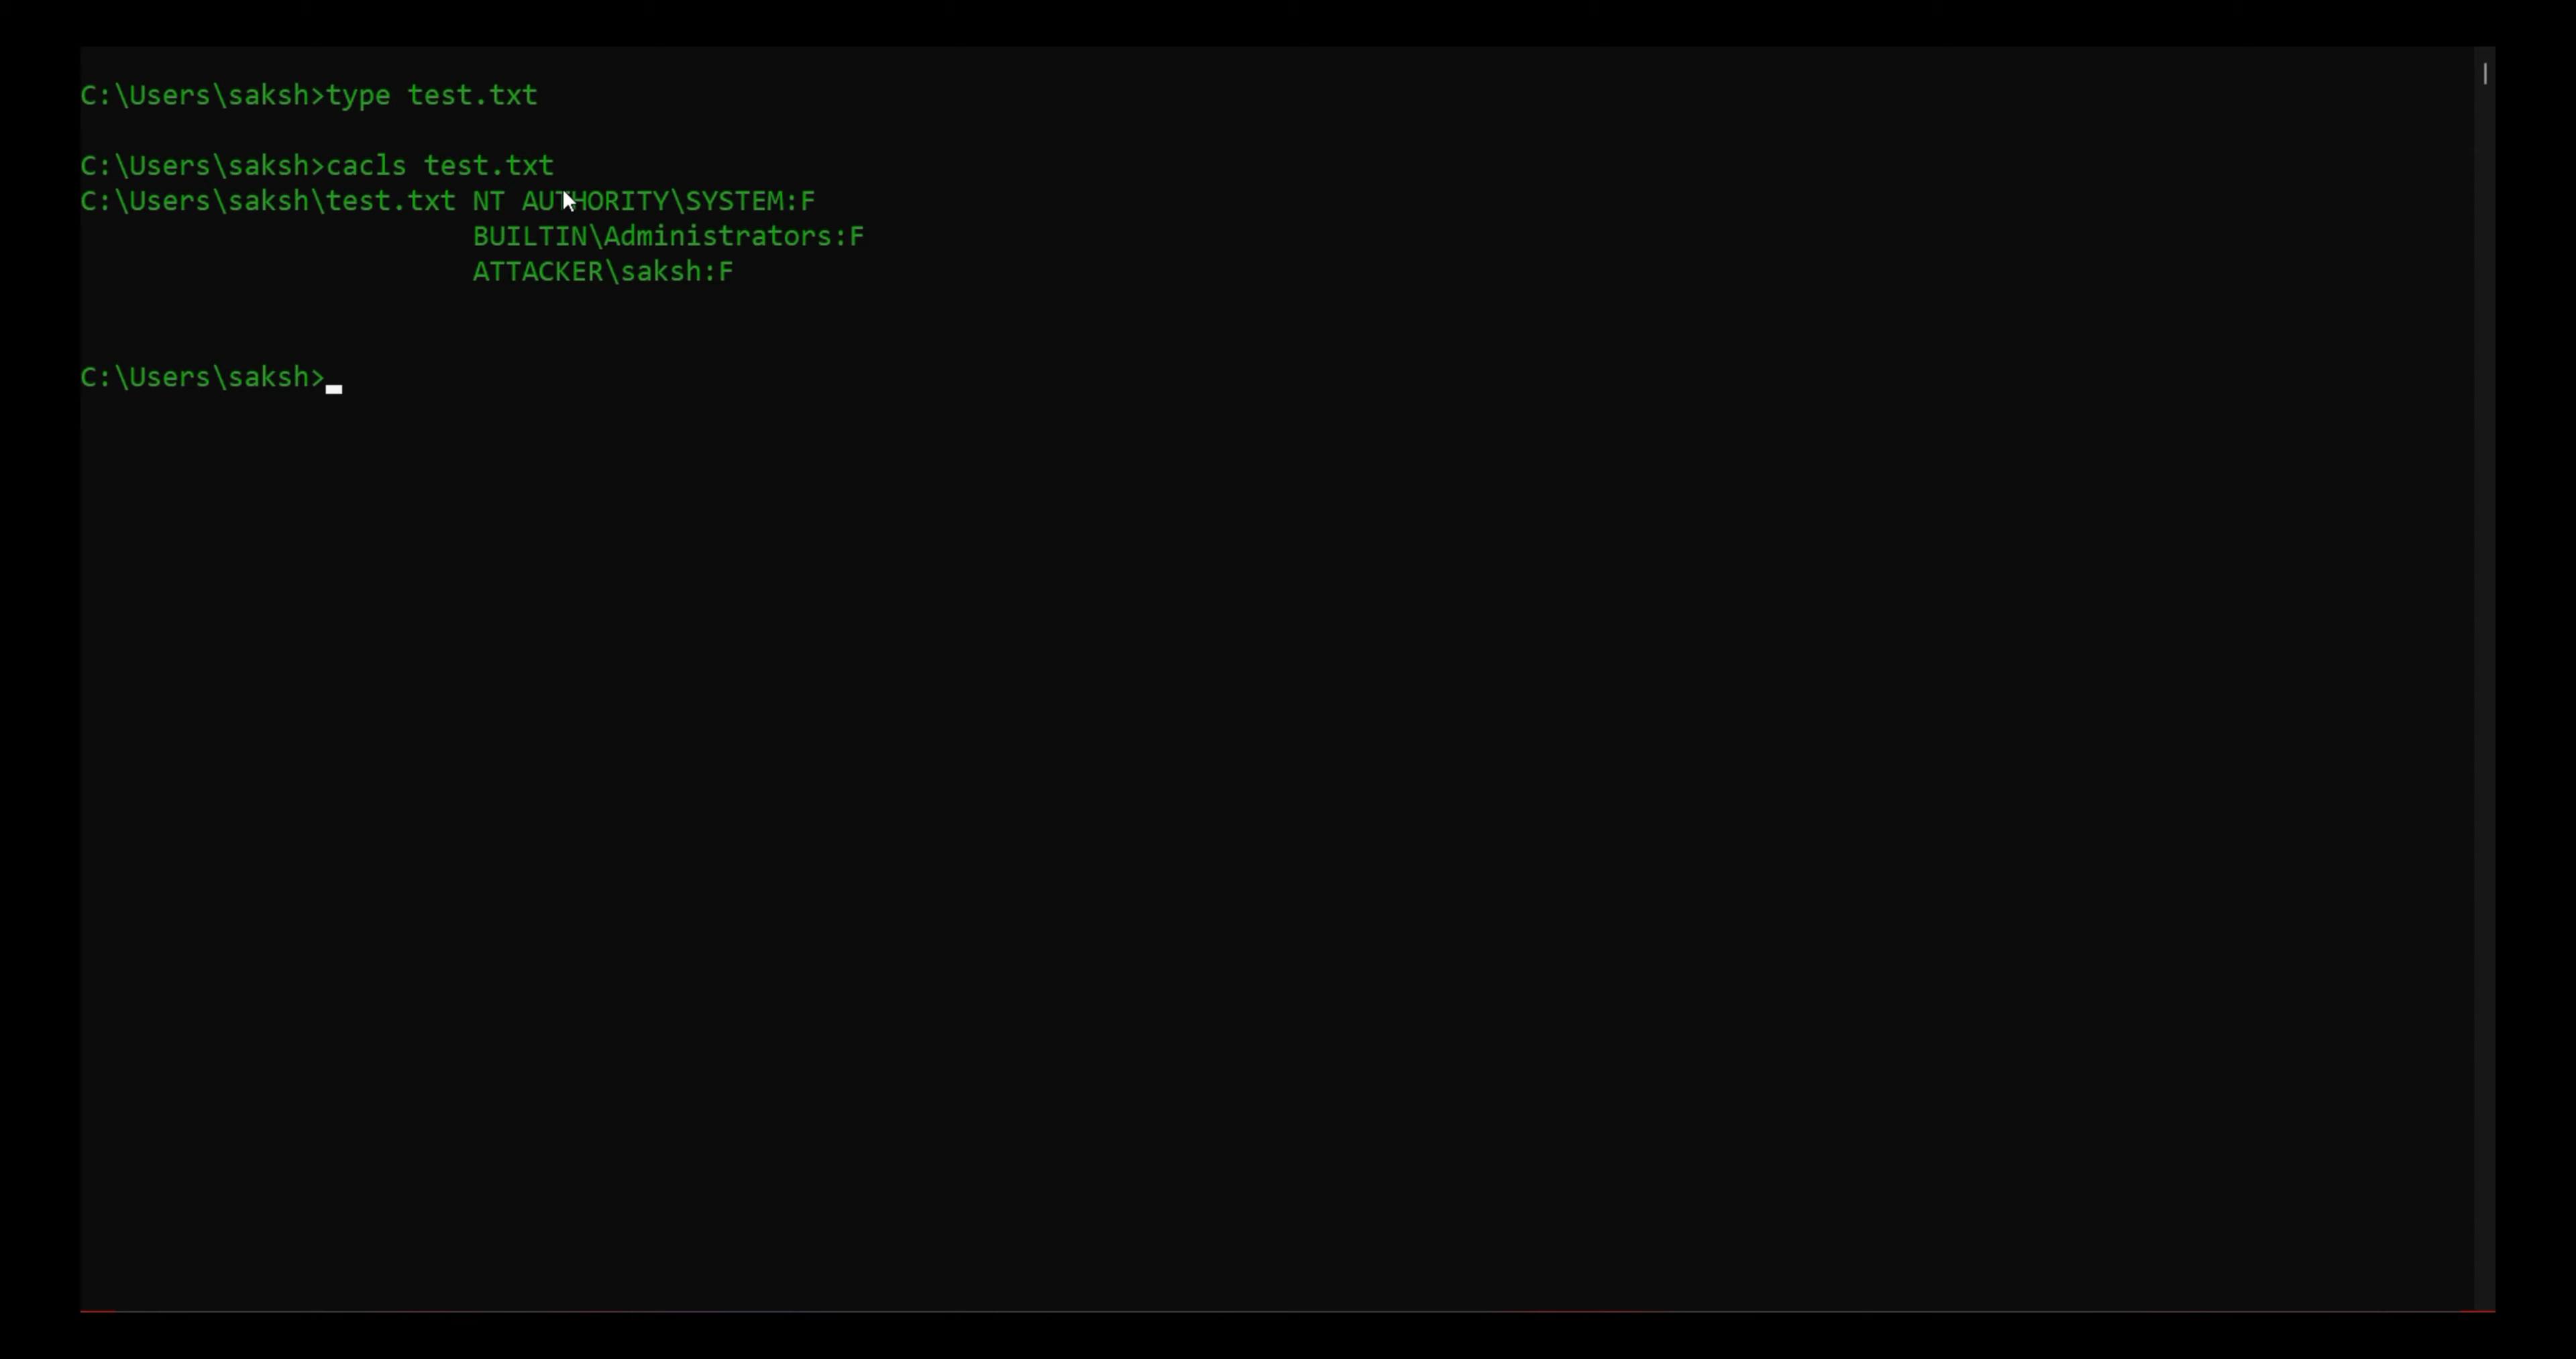 C:\Users\saksh>type test.txt
C:\Users\saksh>cacls test.txt
C:\Users\saksh\test.txt NT AUTHORITY\SYSTEM:F
BUILTIN\Administrators:F
ATTACKER\saksh:F
C:\Users\saksh>